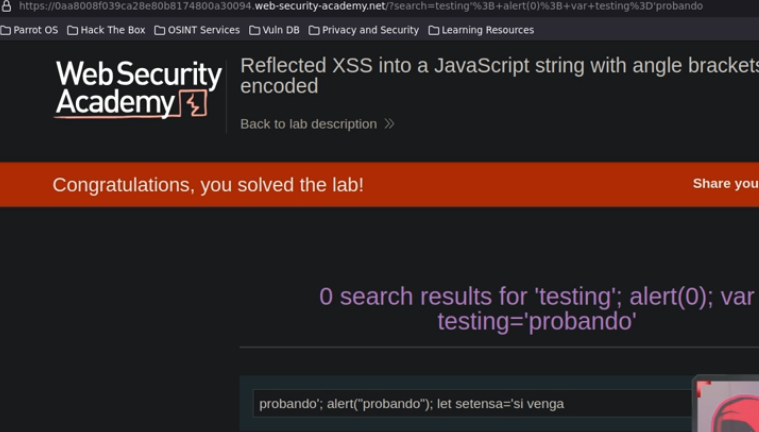 https://0aa8008f039ca28e80b8174800a30094.web-security-academy.net/?search=testing'%3B+alert(0)%3B+var+testing%3D'probando
Parrot OS Hack The Box OSINT Services Vuln DB Privacy and Security Learning Resources
Web Security
Academy
Reflected XSS into a JavaScript string with angle brackets
encoded
Back to lab description
Congratulations, you solved the lab!
Share you
0 search results for 'testing'; alert(0); var
testing='probando'
probando'; alert("probando"); let setensa='si venga